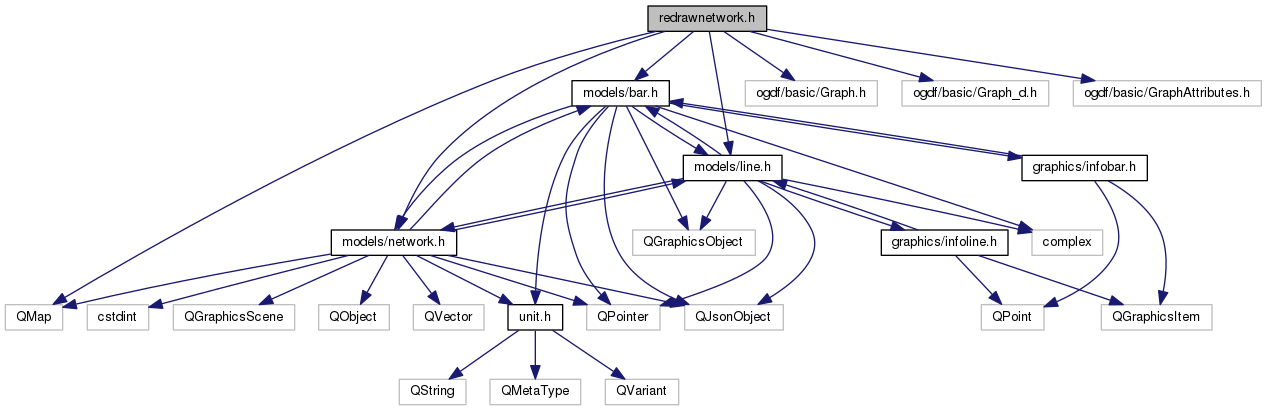 redrawnetwork.h
models/bar.h
ogdf/basic/Graph.h
ogdf/basic/Graph_d.h
ogdf/basic/GraphAttributes.h
models/line.h
graphics/infobar.h
models/network.h
QGraphicsObject
graphics/infoline.h
complex
QMap
cstdint
QGraphicsScene
QObject
QVector
unit.h
QPointer
QJsonObject
QPoint
QGraphicsItem
QString
QMetaType
QVariant